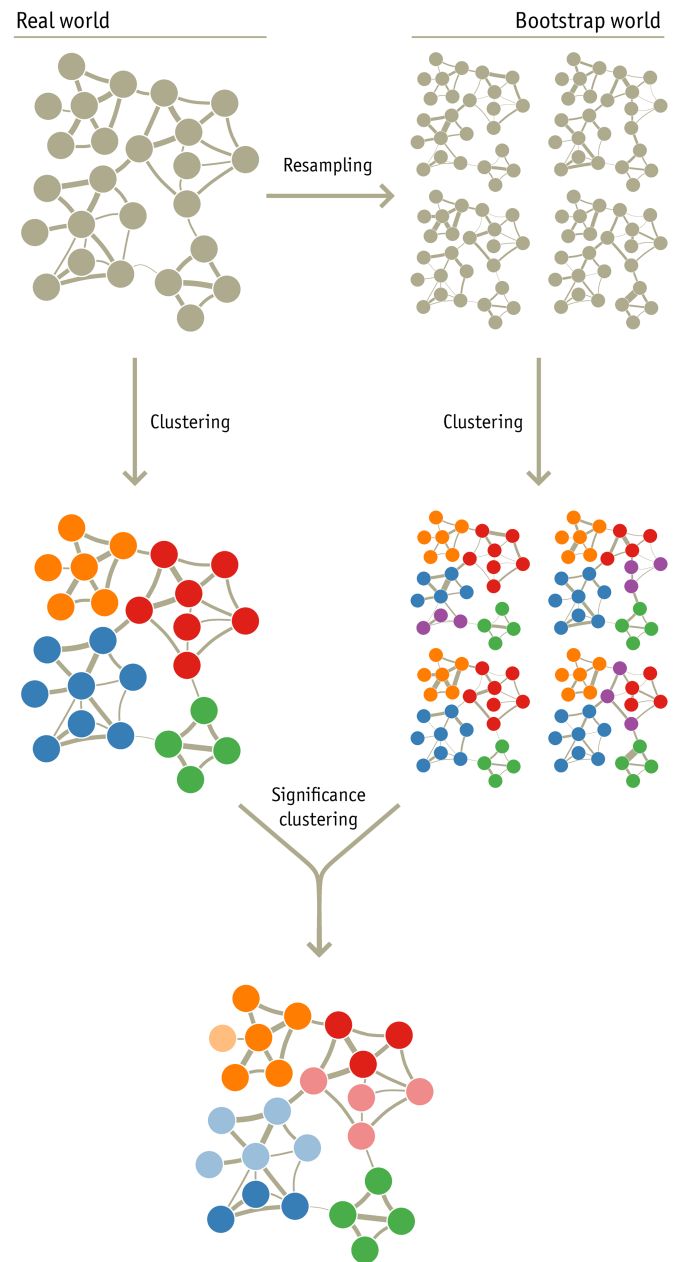 Real world
Bootstrap world
Resampling
Clustering
Clustering
Significance
clustering